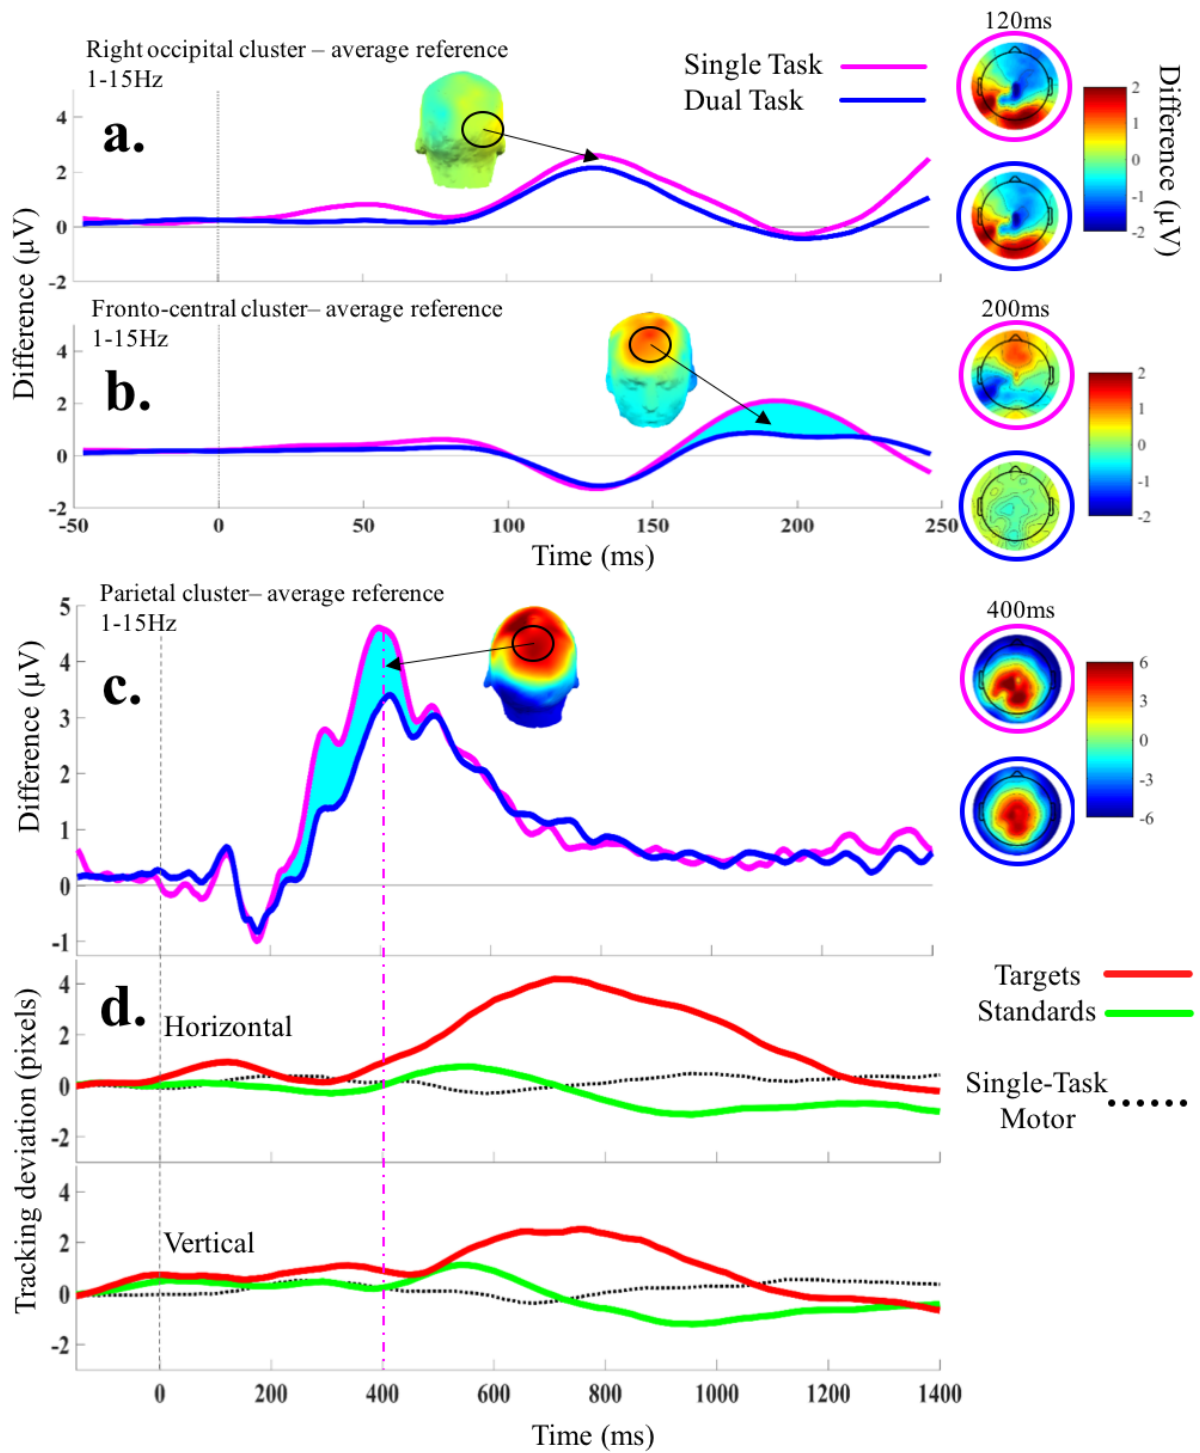 120ms
Right occipital cluster – average reference
1-15Hz
Single Task
Dual Task
a.
4
2
0
-2
2
1
0
-1
-2
Difference (µV)
Difference (µV)
Fronto-central cluster– average reference
1-15Hz
200ms
b.
4
2
0
-2
2
1
0
-1
-2
-50
0
50
100
150
200
250
Time (ms)
Parietal cluster– average reference
1-15Hz
400ms
c.
Difference (µV)
5
4
3
2
1
0
-1
6
3
0
-3
-6
Targets
Standards
Single-Task
Motor
d.
Horizontal
4
2
0
-2
Tracking deviation (pixels)
Vertical
4
2
0
-2
0
200
400
600
800
1000
1200
1400
Time (ms)